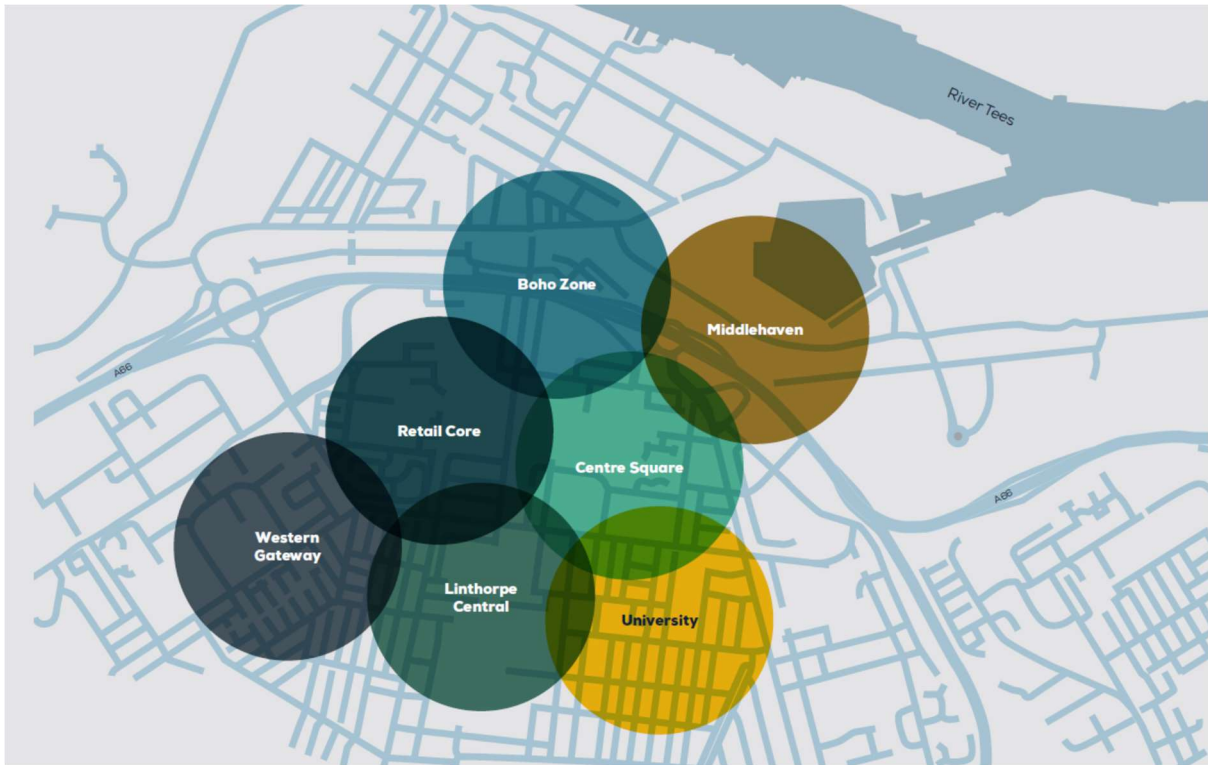 River Tees
Boho Zone
Middlehaven
A66
Retail Core
Centre Square
A66
Western
Gateway
Linthorpe
Central
University